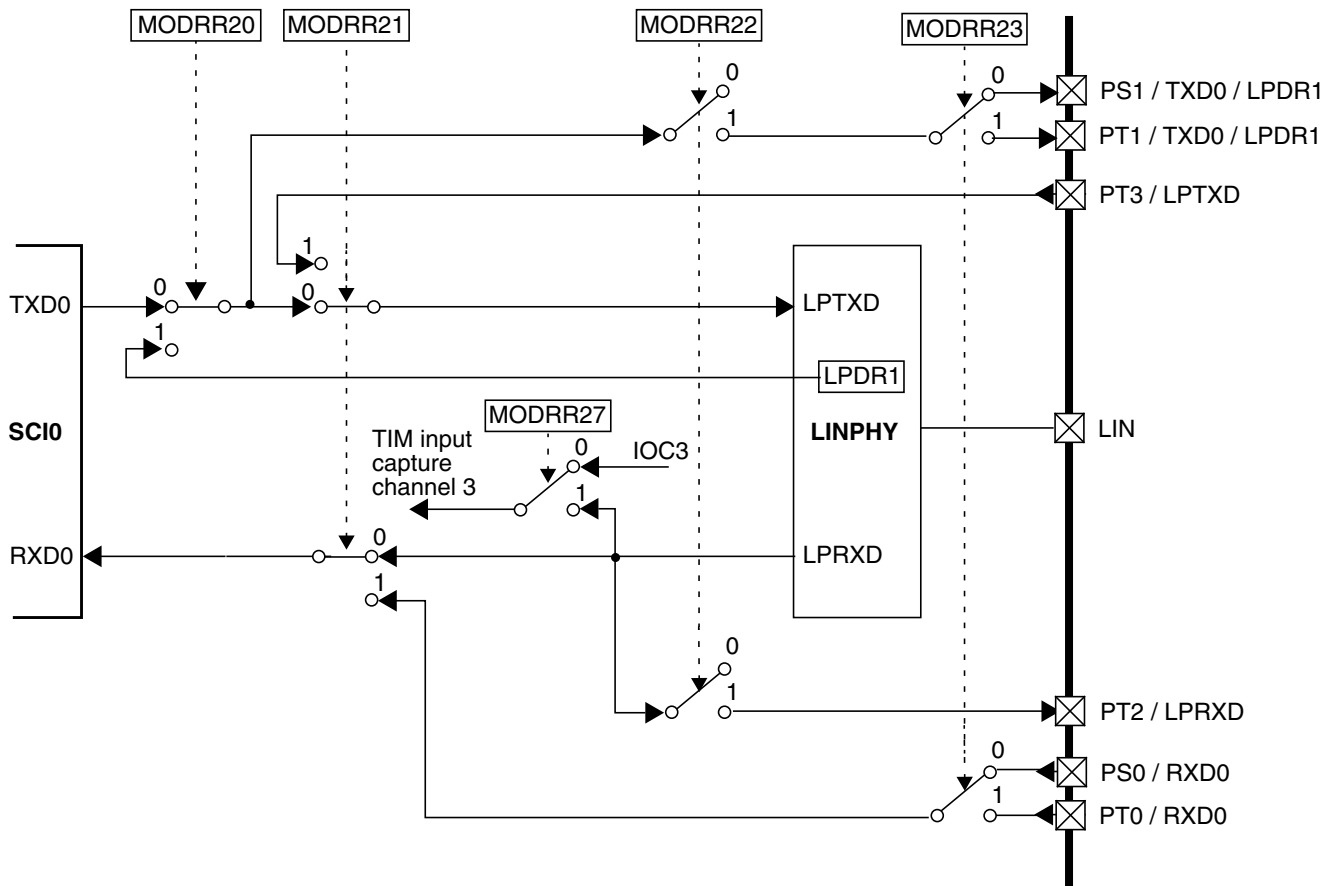 MODRR20
MODRR21
MODRR22
MODRR23
0
1
0
1
PS1 / TXD0 / LPDR1
PT1 / TXD0 / LPDR1
PT3 / LPTXD
1
0
0
TXD0
LPTXD
1
LPDR1
SCI0
MODRR27
LINPHY
LIN
TIM input
capture
channel 3
0
IOC3
1
RXD0
0
LPRXD
1
0
1
PT2 / LPRXD
0
PS0 / RXD0
1
PT0 / RXD0